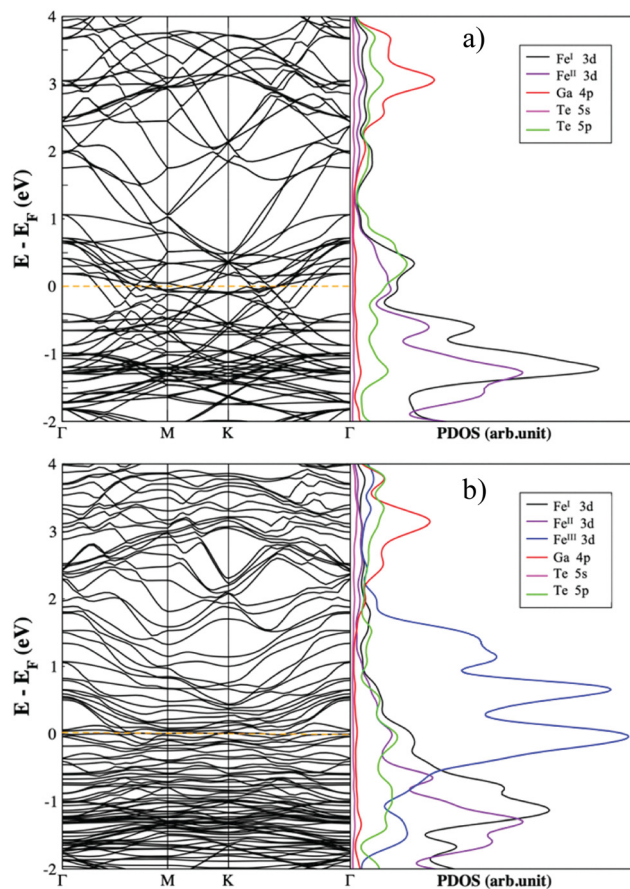 4
3
2
1
0
-1
-2
E - E_F (eV)
Γ
M
K
Γ
a)
Fe^I 3d
Fe^II 3d
Ga 4p
Te 5s
Te 5p
PDOS (arb.unit)
4
3
2
1
0
-1
-2
E - E_F (eV)
Γ
M
K
Γ
b)
Fe^I 3d
Fe^II 3d
Fe^III 3d
Ga 4p
Te 5s
Te 5p
PDOS (arb.unit)